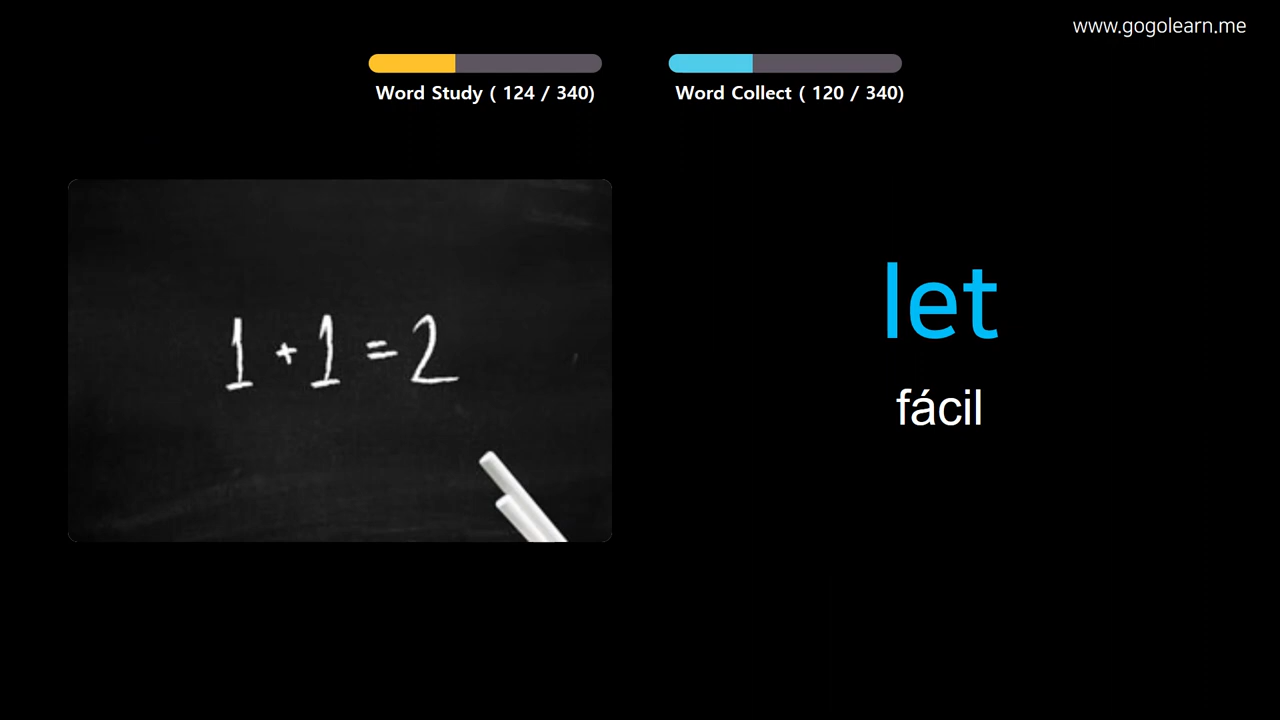 www.gogolearn.me
Word Study ( 124 / 340)
Word Collect ( 120 / 340)
1 + 1 = 2
let
fácil